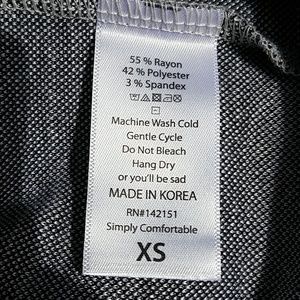 55 % Rayon
42 % Polyester
3 % Spandex
Machine Wash Cold
Gentle Cycle
Do Not Bleach
Hang Dry
or you'll be sad
MADE IN KOREA
RN#142151
Simply Comfortable
XS